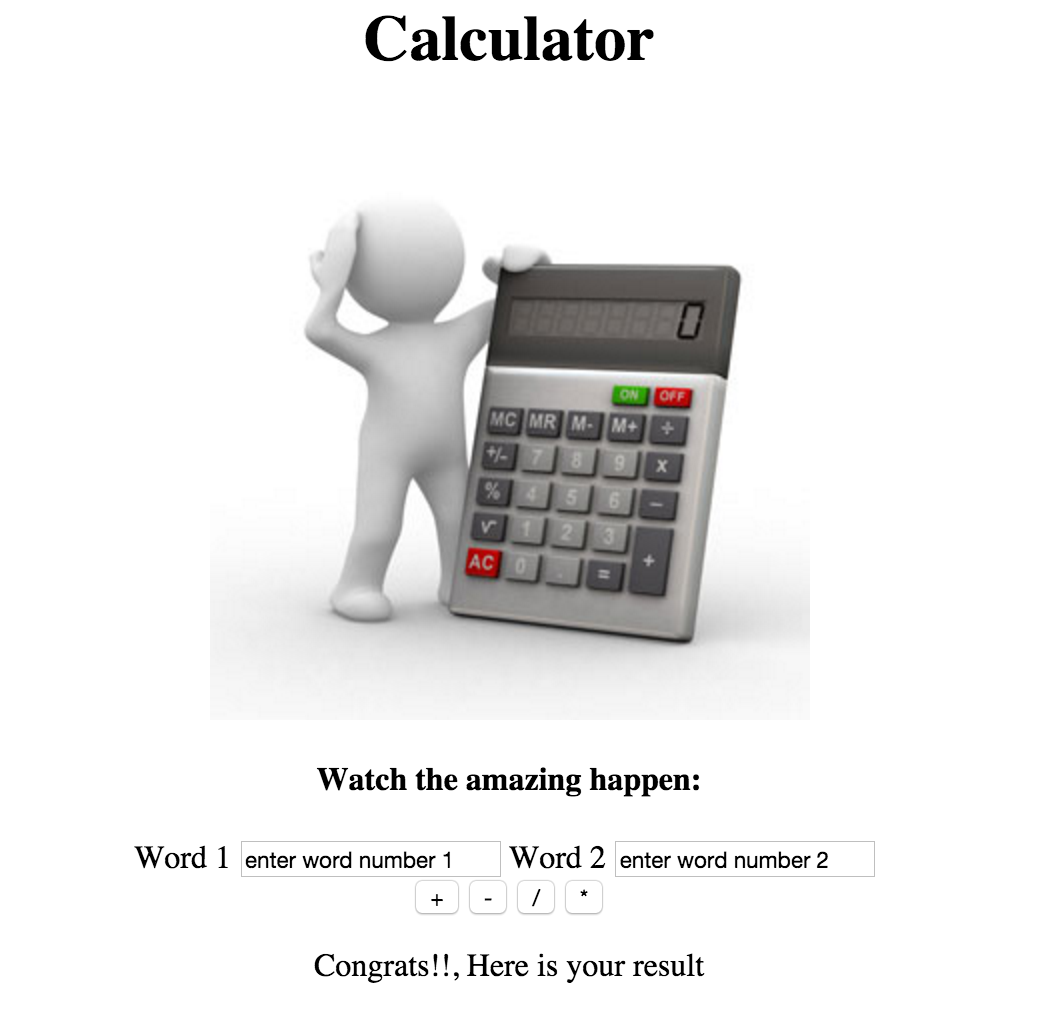 Calculator
0
ON OFF
MC MR M- M+ ÷
+/- 7 8 9 x
% 4 5 6 −
√ 1 2 3
+
AC 0 . =
Watch the amazing happen:
Word 1 enter word number 1 Word 2 enter word number 2
+ - / *
Congrats!!, Here is your result